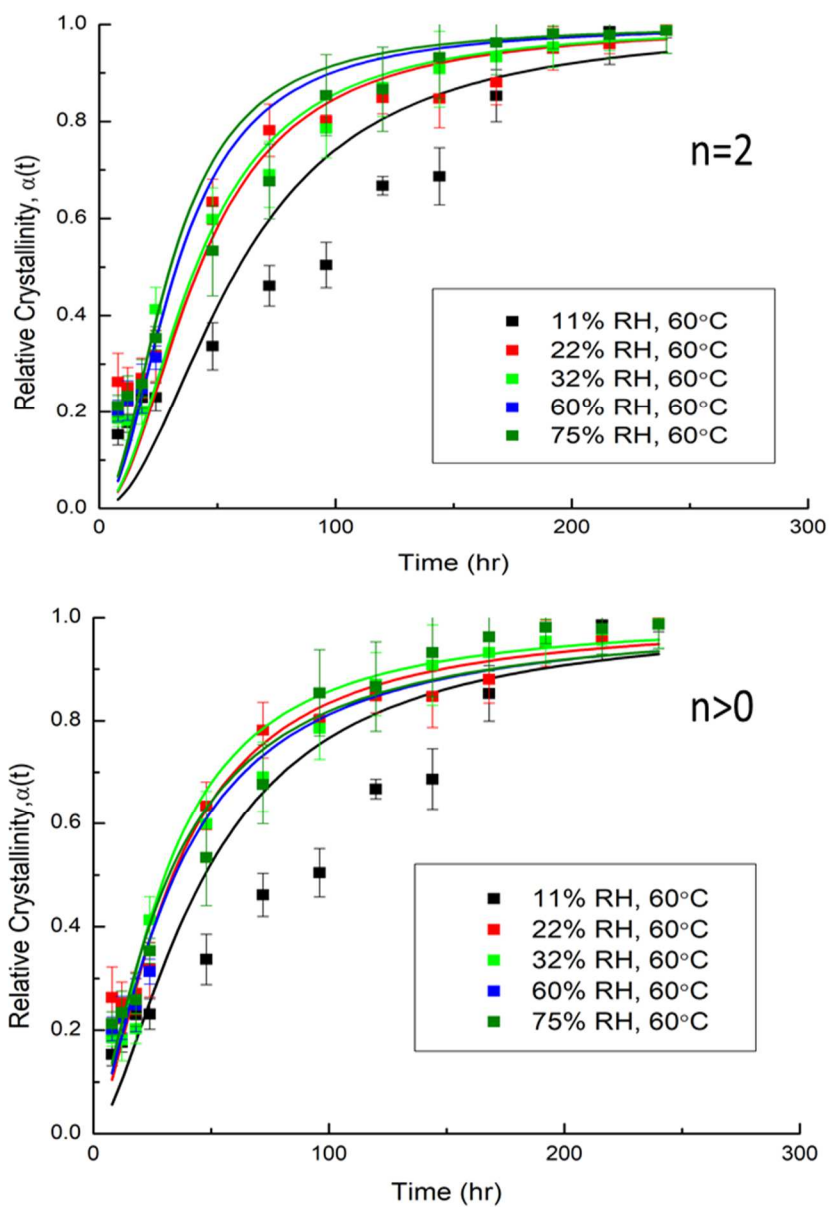 1.0
0.8
0.6
0.4
0.2
0.0
Relative Crystallinity, α(t)
n=2
11% RH, 60°C
22% RH, 60°C
32% RH, 60°C
60% RH, 60°C
75% RH, 60°C
0 100 200 300
Time (hr)
1.0
0.8
0.6
0.4
0.2
0.0
Relative Crystallinity,α(t)
n>0
11% RH, 60°C
22% RH, 60°C
32% RH, 60°C
60% RH, 60°C
75% RH, 60°C
0 100 200 300
Time (hr)